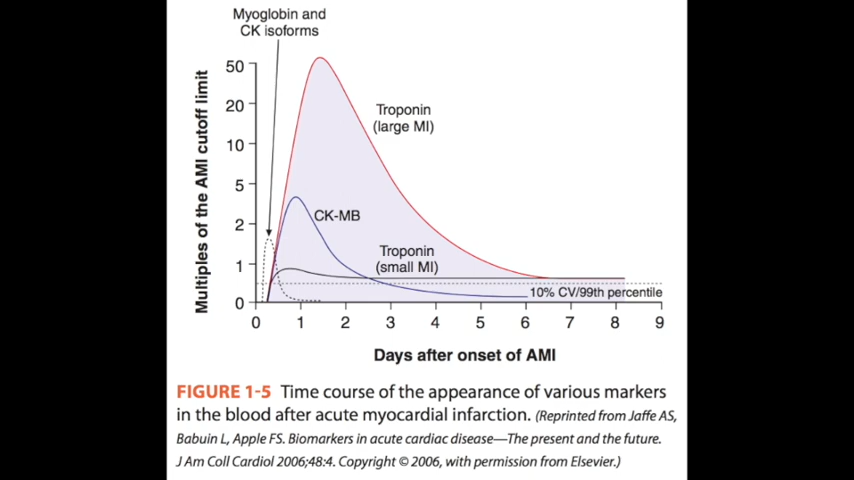 Myoglobin and
CK isoforms
Multiples of the AMI cutoff limit
50
20
10
5
2
1
0
Troponin
(large MI)
CK-MB
Troponin
(small MI)
10% CV/99th percentile
0 1 2 3 4 5 6 7 8 9
Days after onset of AMI
FIGURE 1-5 Time course of the appearance of various markers
in the blood after acute myocardial infarction. (Reprinted from Jaffe AS,
Babuin L, Apple FS. Biomarkers in acute cardiac disease—The present and the future.
J Am Coll Cardiol 2006;48:4. Copyright © 2006, with permission from Elsevier.)